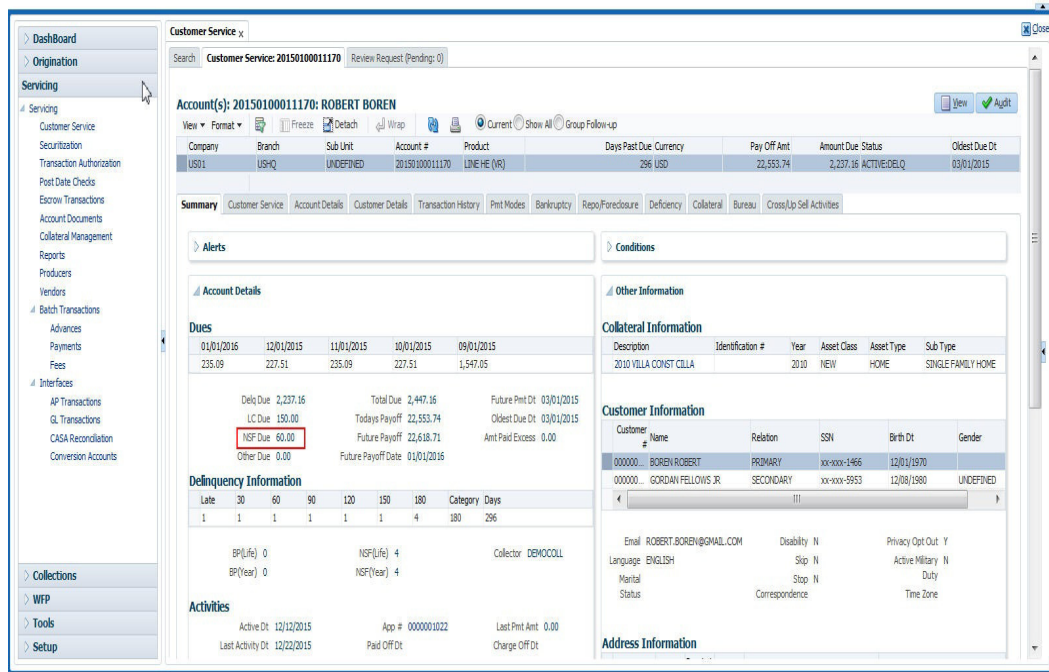 Close
DashBoard
Origination
Servicing
Servicing
Customer Service
Securitization
Transaction Authorization
Post Date Checks
Escrow Transactions
Account Documents
Collateral Management
Reports
Producers
Vendors
Batch Transactions
Advances
Payments
Fees
Interfaces
AP Transactions
GL Transactions
CASA Reconciliation
Conversion Accounts
Collections
WFP
Tools
Setup
Customer Service x
Search Customer Service: 20150100011170 Review Request (Pending: 0)
Account(s): 20150100011170: ROBERT BOREN
View Audit
View Format Freeze Detach Wrap Current Show All Group Follow-up
Company Branch Sub Unit Account # Product Days Past Due Currency Pay Off Amt Amount Due Status Oldest Due Dt
US01 USHQ UNDEFINED 20150100011170 LINE HE (VR) 296 USD 22,553.74 2,237.16 ACTIVE:DELQ 03/01/2015
Summary Customer Service Account Details Customer Details Transaction History Pmt Modes Bankruptcy Repo/Foreclosure Deficiency Collateral Bureau Cross/Up Sell Activities
Alerts
Account Details
Dues
01/01/2016 12/01/2015 11/01/2015 10/01/2015 09/01/2015
235.09 227.51 235.09 227.51 1,547.05
Delq Due 2,237.16 Total Due 2,447.16 Future Pmt Dt 03/01/2015
LC Due 150.00 Todays Payoff 22,553.74 Oldest Due Dt 03/01/2015
NSF Due 60.00 Future Payoff 22,618.71 Amt Paid Excess 0.00
Other Due 0.00 Future Payoff Date 01/01/2016
Delinquency Information
Late 30 60 90 120 150 180 Category Days
1 1 1 1 1 1 4 180 296
BP(Life) 0 NSF(Life) 4 Collector DEMOCOLL
BP(Year) 0 NSF(Year) 4
Activities
Active Dt 12/12/2015 App # 0000001022 Last Pmt Amt 0.00
Last Activity Dt 12/22/2015 Paid Off Dt Charge Off Dt
Conditions
Other Information
Collateral Information
Description Identification # Year Asset Class Asset Type Sub Type
2010 VILLA CONST CILLA 2010 NEW HOME SINGLE FAMILY HOME
Customer Information
Customer # Name Relation SSN Birth Dt Gender
000000... BOREN ROBERT PRIMARY xx-xxx-1466 12/01/1970
000000... GORDAN FELLOWS JR SECONDARY xx-xxx-5953 12/08/1980 UNDEFINED
Email ROBERT.BOREN@GMAIL.COM Disability N Privacy Opt Out Y
Language ENGLISH Skip N Active Military Duty N
Marital Status Stop Correspondence N Time Zone
Address Information